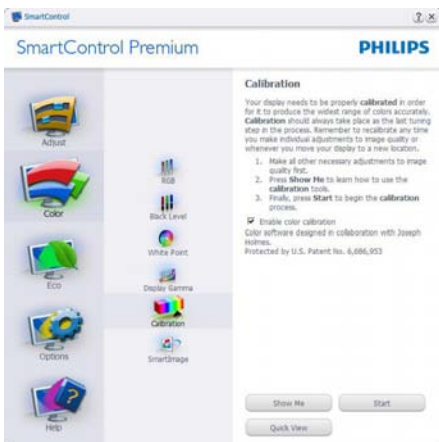 SmartControl
SmartControl Premium
PHILIPS
Adjust
Color
Eco
Options
Help
RGB
Black Level
White Point
Display Gamma
Calibration
SmartImage
Calibration
Your display needs to be properly calibrated in order
for it to produce the widest range of colors accurately.
Calibration should always take place as the last tuning
step in the process. Remember to recalibrate any time
you make individual adjustments to image quality or
whenever you move your display to a new location.
1. Make all other necessary adjustments to image
quality first.
2. Press Show Me to learn how to use the
calibration tools.
3. Finally, press Start to begin the calibration
process.
Enable color calibration
Color software designed in collaboration with Joseph
Holmes.
Protected by U.S. Patent No. 6,686,953
Show Me
Start
Quick View